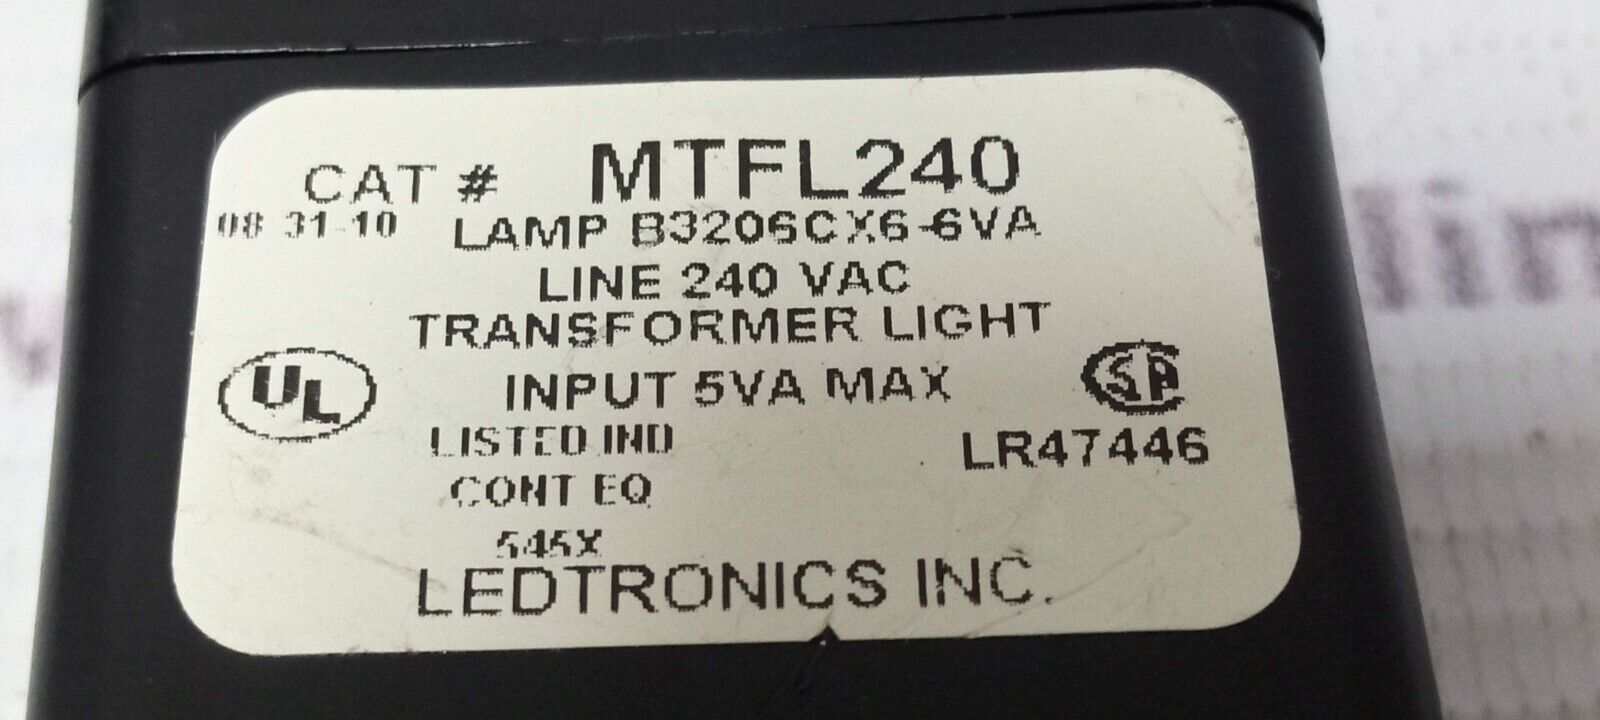 CAT # MTFL240
08 31-10 LAMP B3206CX6-6VA
LINE 240 VAC
TRANSFORMER LIGHT
UL INPUT 5VA MAX
LISTED IND LR47446
CONT EQ
545X
LEDTRONICS INC.